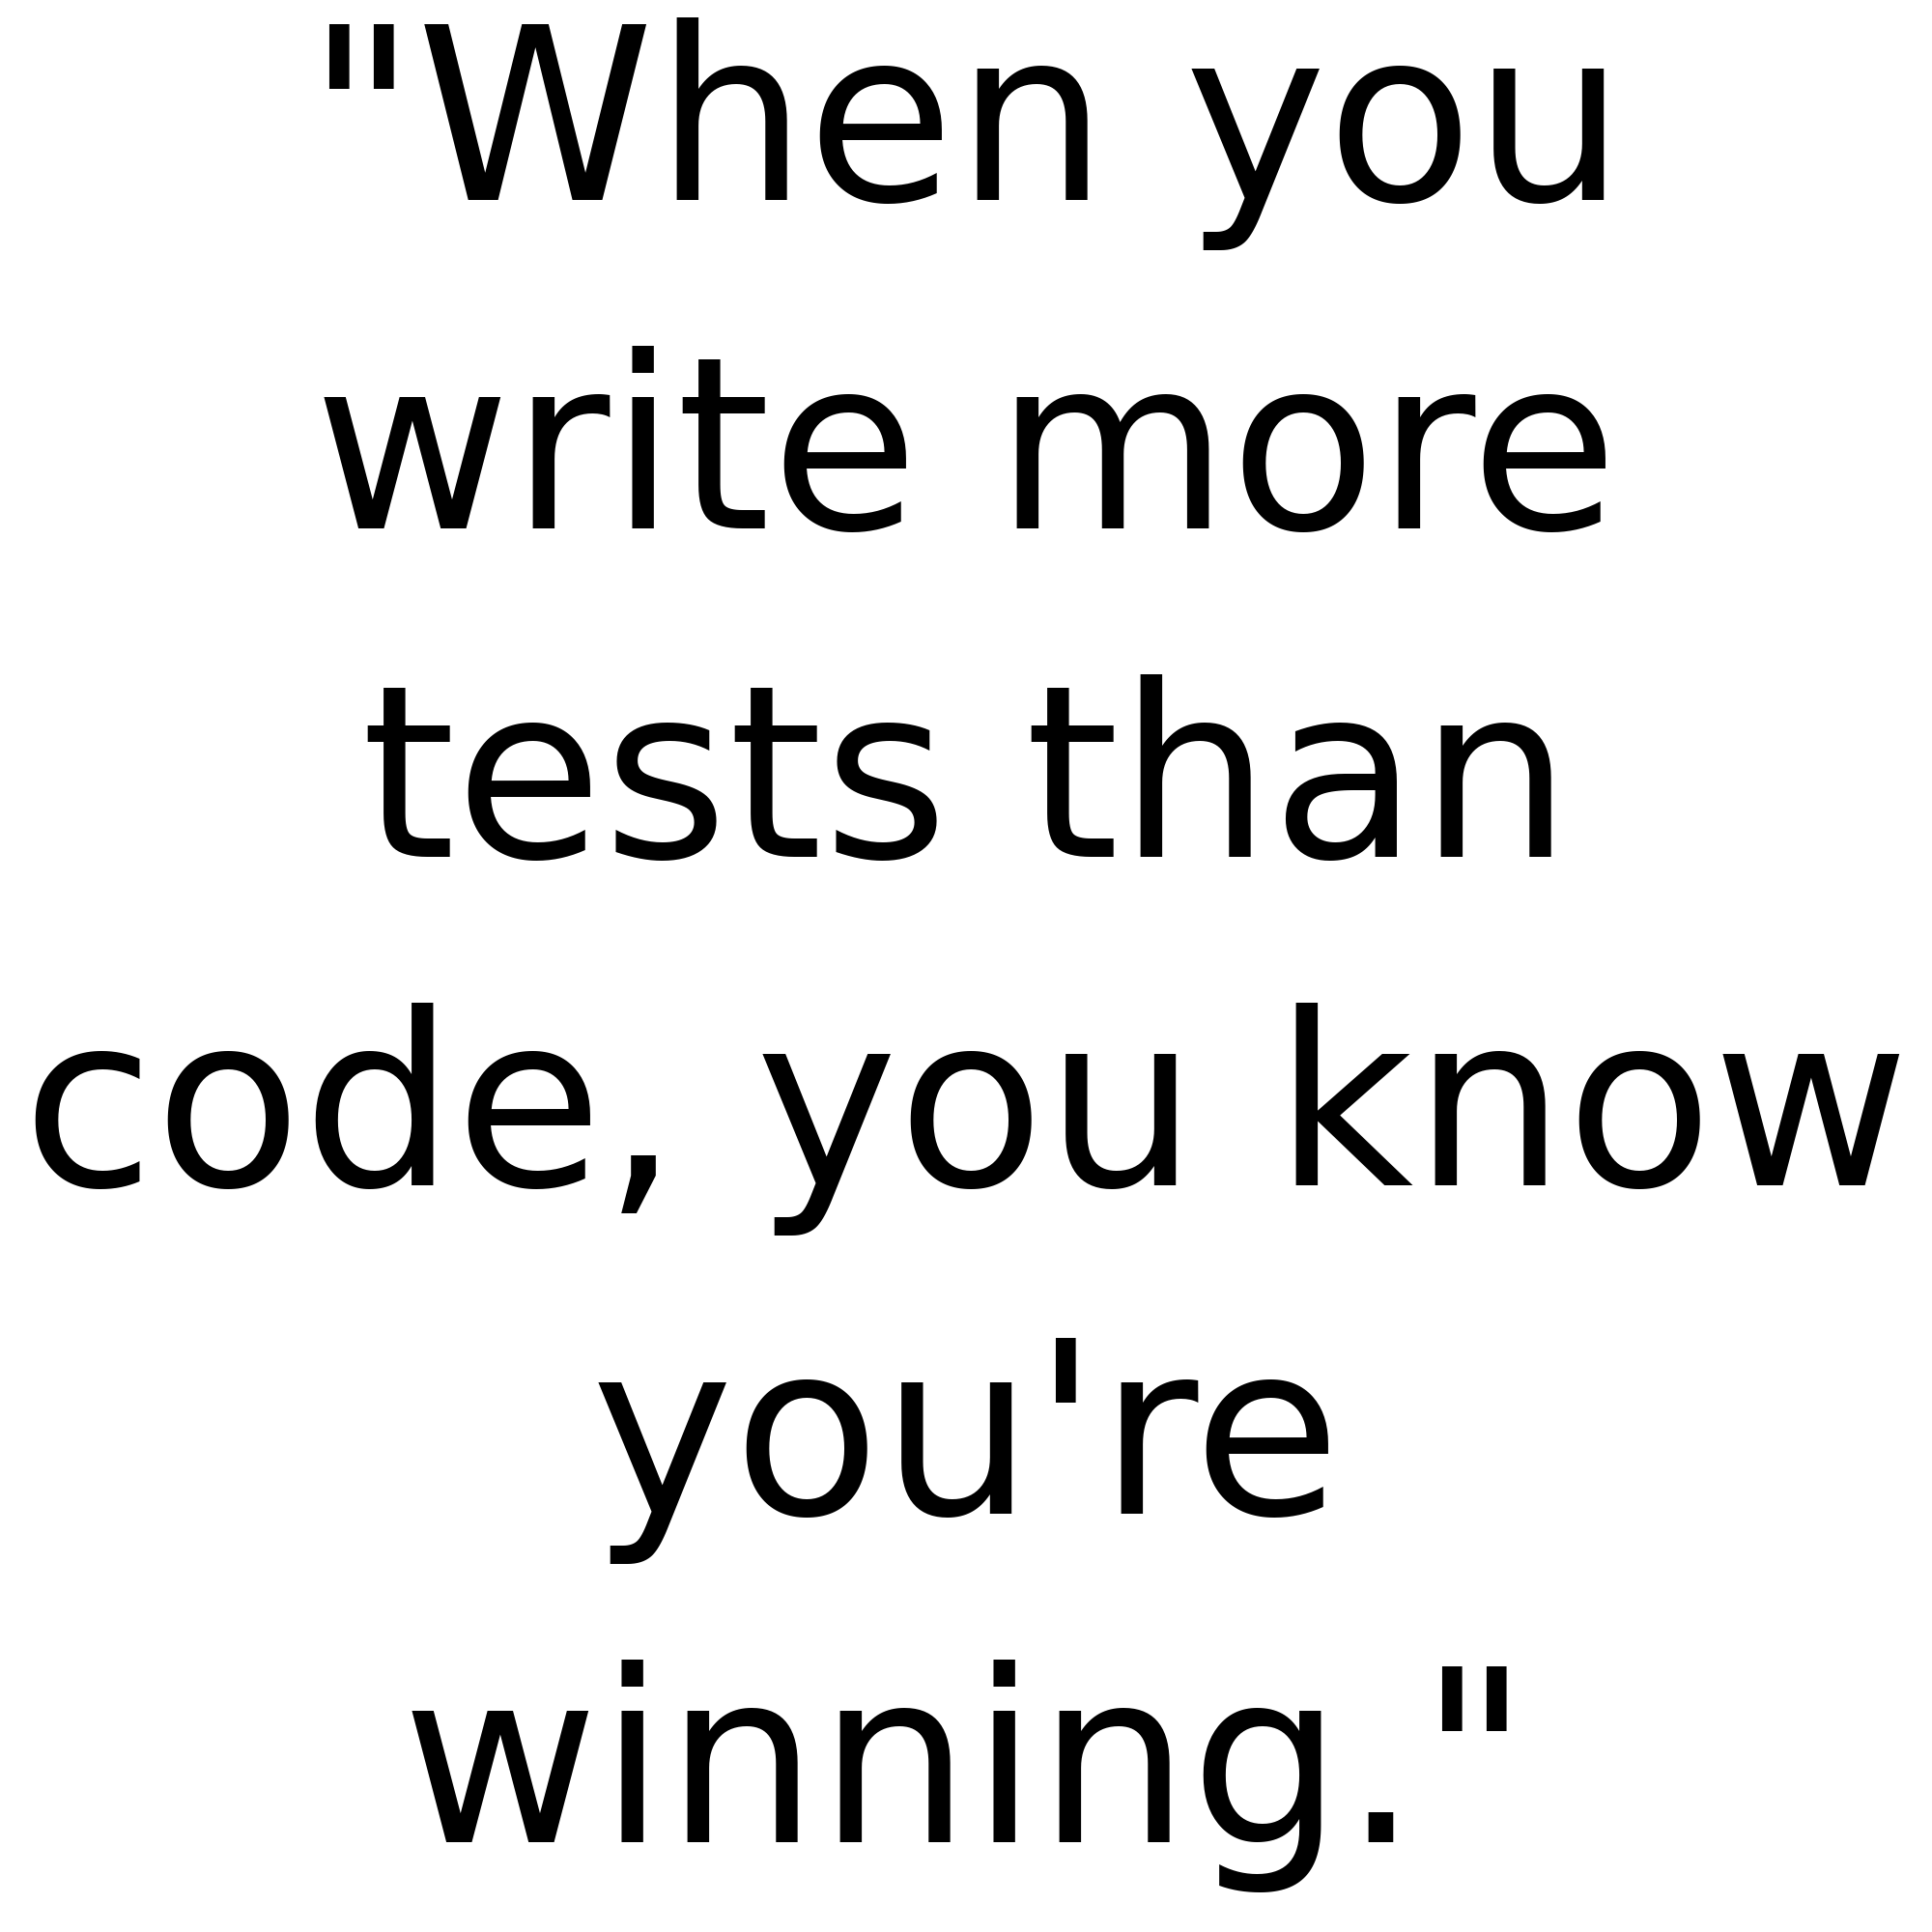 "When you
write more
tests than
code, you know
you're
winning."